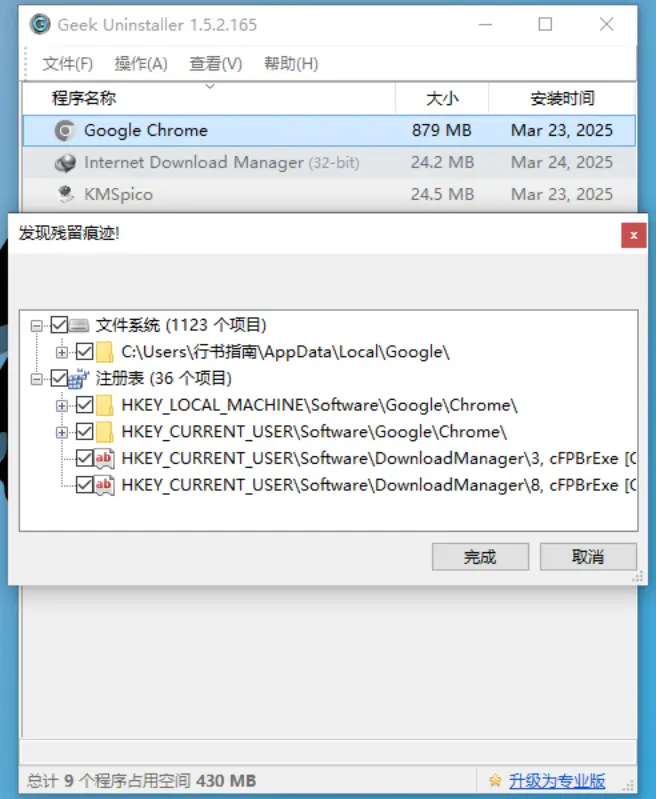 Geek Uninstaller 1.5.2.165
文件(F) 操作(A) 查看(V) 帮助(H)
程序名称 大小 安装时间
Google Chrome 879 MB Mar 23, 2025
Internet Download Manager (32-bit) 24.2 MB Mar 24, 2025
KMSpico 24.5 MB Mar 23, 2025
发现残留痕迹!
x
文件系统 (1123 个项目)
C:\Users\行书指南\AppData\Local\Google\
注册表 (36 个项目)
HKEY_LOCAL_MACHINE\Software\Google\Chrome\
HKEY_CURRENT_USER\Software\Google\Chrome\
ab HKEY_CURRENT_USER\Software\DownloadManager\3, cFPBrExe [C
ab HKEY_CURRENT_USER\Software\DownloadManager\8, cFPBrExe [C
完成 取消
总计 9 个程序占用空间 430 MB 升级为专业版